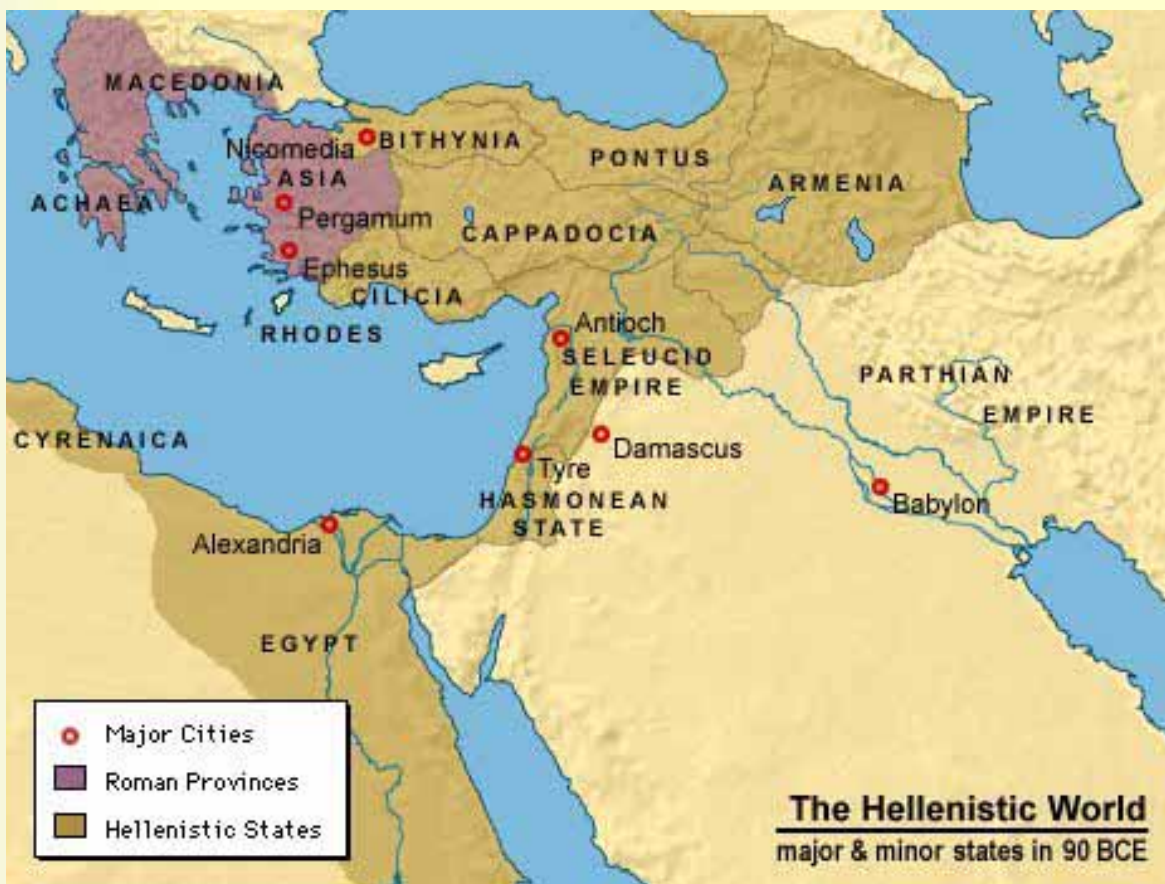 MACEDONIA
Nicomedia
BITHYNIA
PONTUS
ASIA
ARMENIA
ACHAEA
Pergamum
CAPPADOCIA
Ephesus
CILICIA
RHODES
Antioch
SELEUCID
EMPIRE
PARTHIAN
EMPIRE
CYRENAICA
Damascus
Tyre
HASMONEAN
STATE
Babylon
Alexandria
EGYPT
Major Cities
Roman Provinces
Hellenistic States
The Hellenistic World
major & minor states in 90 BCE